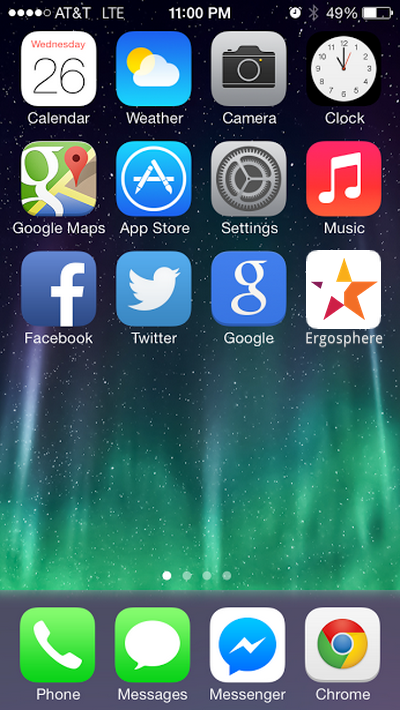 AT&T LTE 11:00 PM 49%
Wednesday
26
Calendar Weather Camera Clock
Google Maps App Store Settings Music
Facebook Twitter Google Ergosphere
Phone Messages Messenger Chrome